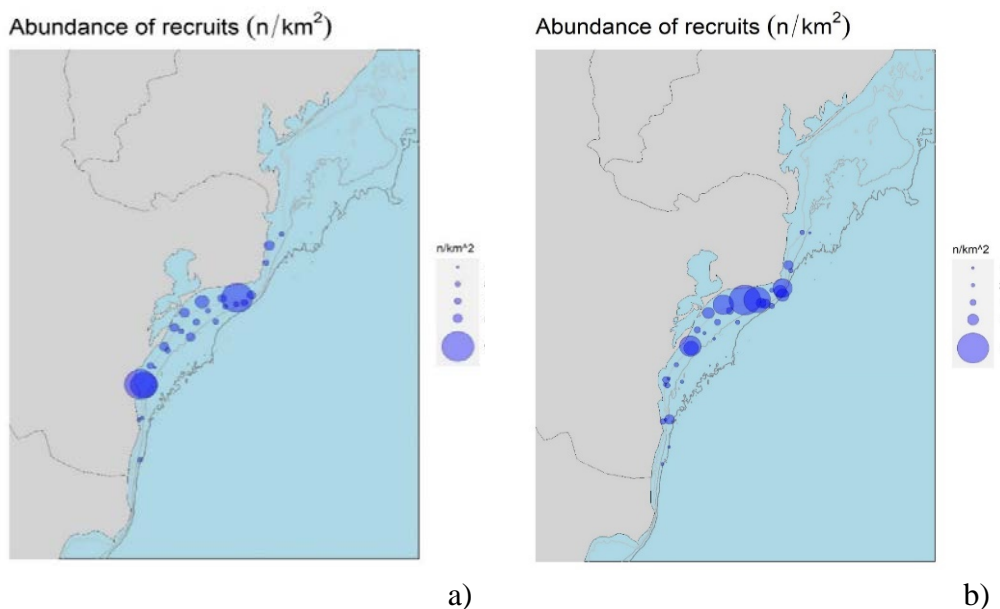 Abundance of recruits (n/km²)
Abundance of recruits (n/km²)
n/km^2
n/km^2
a)
b)